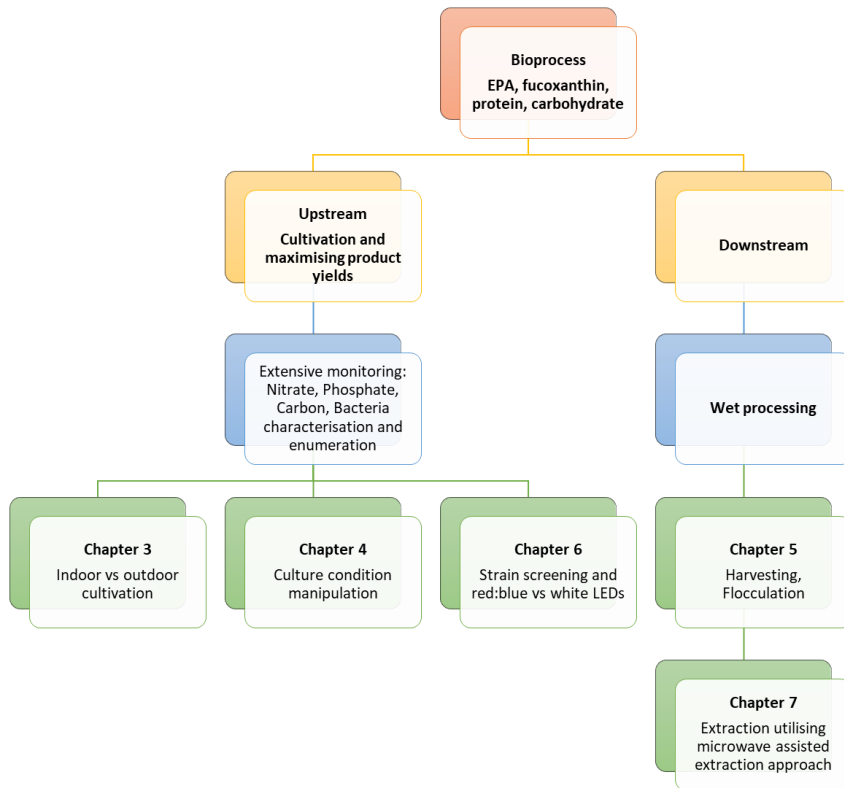 Bioprocess
EPA, fucoxanthin,
protein, carbohydrate
Upstream
Cultivation and
maximising product
yields
Downstream
Extensive monitoring:
Nitrate, Phosphate,
Carbon, Bacteria
characterisation and
enumeration
Wet processing
Chapter 3
Indoor vs outdoor
cultivation
Chapter 4
Culture condition
manipulation
Chapter 6
Strain screening and
red:blue vs white LEDs
Chapter 5
Harvesting,
Flocculation
Chapter 7
Extraction utilising
microwave assisted
extraction approach